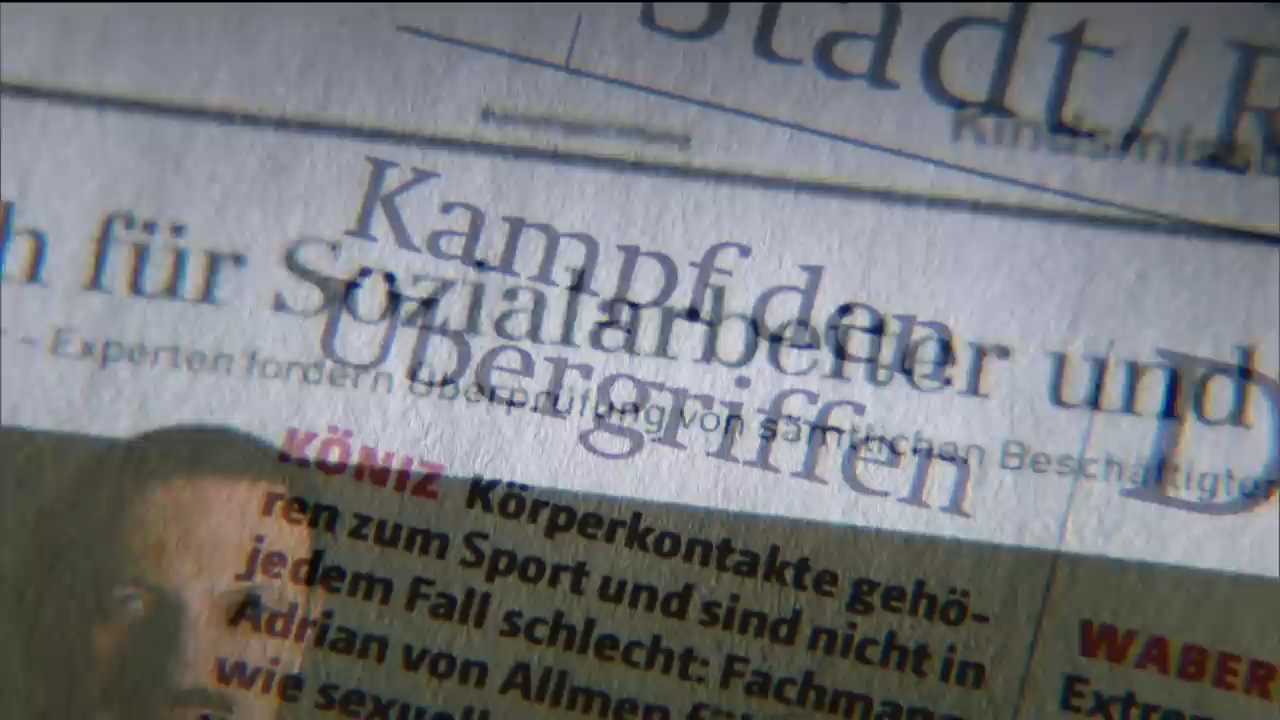 Stadt/
Kampf den
Übergriffen
h für Sozialarbeiter und
- Experten fordern Überprüfung von sämtlichen Beschäftigten
KÖNIZ Körperkontakte gehö-
ren zum Sport und sind nicht in
jedem Fall schlecht: Fachmann
Adrian von Allmen
wie
WABER
Extre